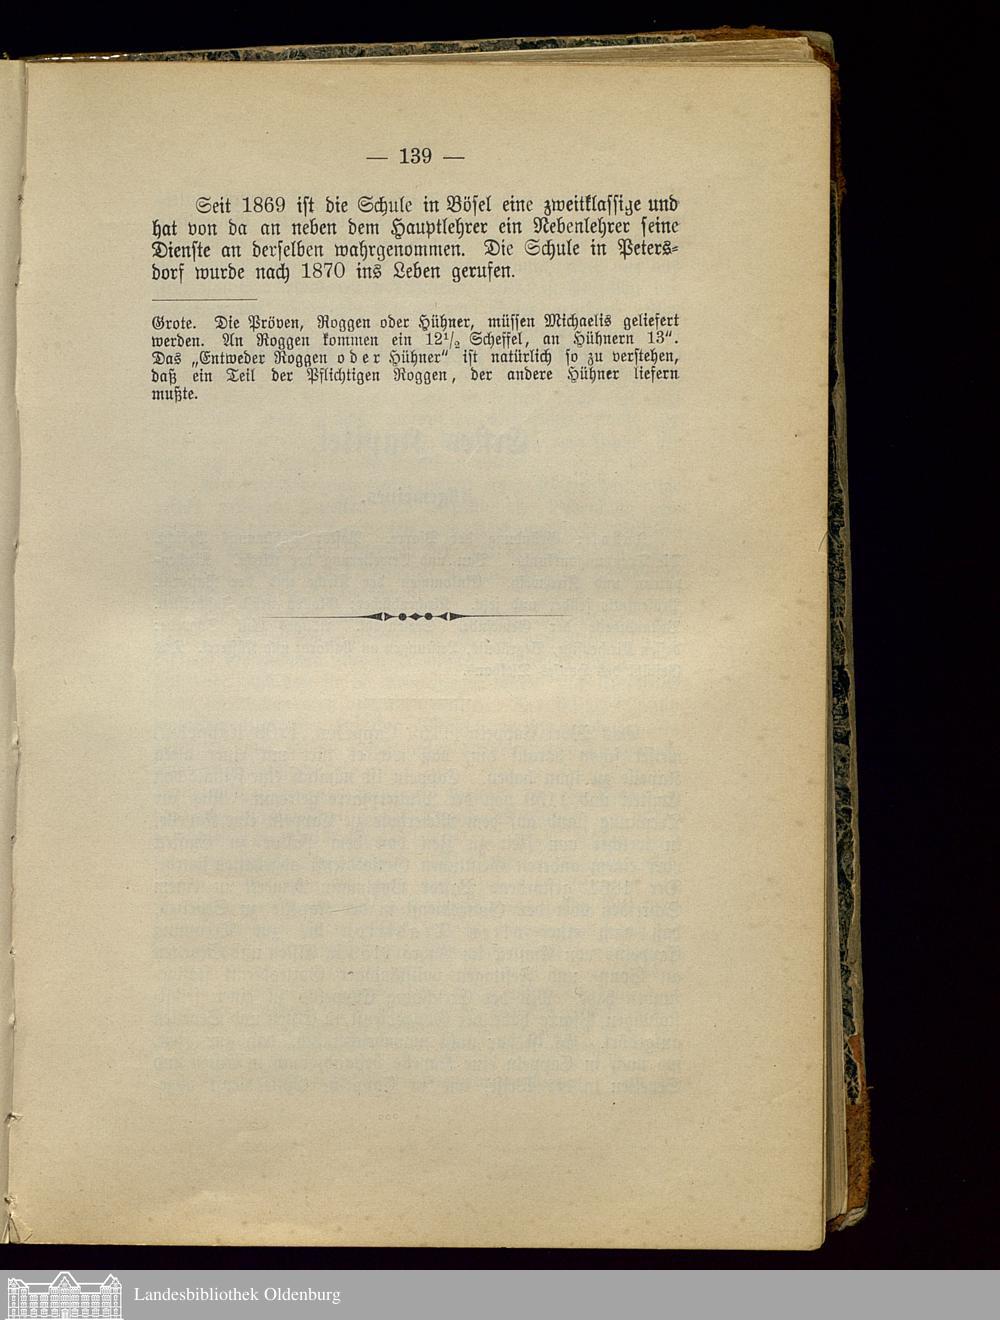 — 139 —
Seit 1869 ist die Schule in Bösel eine zweitklassige und
hat von da an neben dem Hauptlehrer ein Nebenlehrer seine
Dienste an derselben wahrgenommen. Die Schule in Peters-
dorf wurde nach 1870 ins Leben gerufen.
Grote. Die Pröven, Roggen oder Hühner, müssen Michaelis geliefert
werden. An Roggen kommen ein 12 1/2 Scheffel, an Hühnern 13".
Das „Entweder Roggen oder Hühner" ist natürlich so zu verstehen,
daß ein Teil der Pflichtigen Roggen, der andere Hühner liefern
mußte.
Landesbibliothek Oldenburg